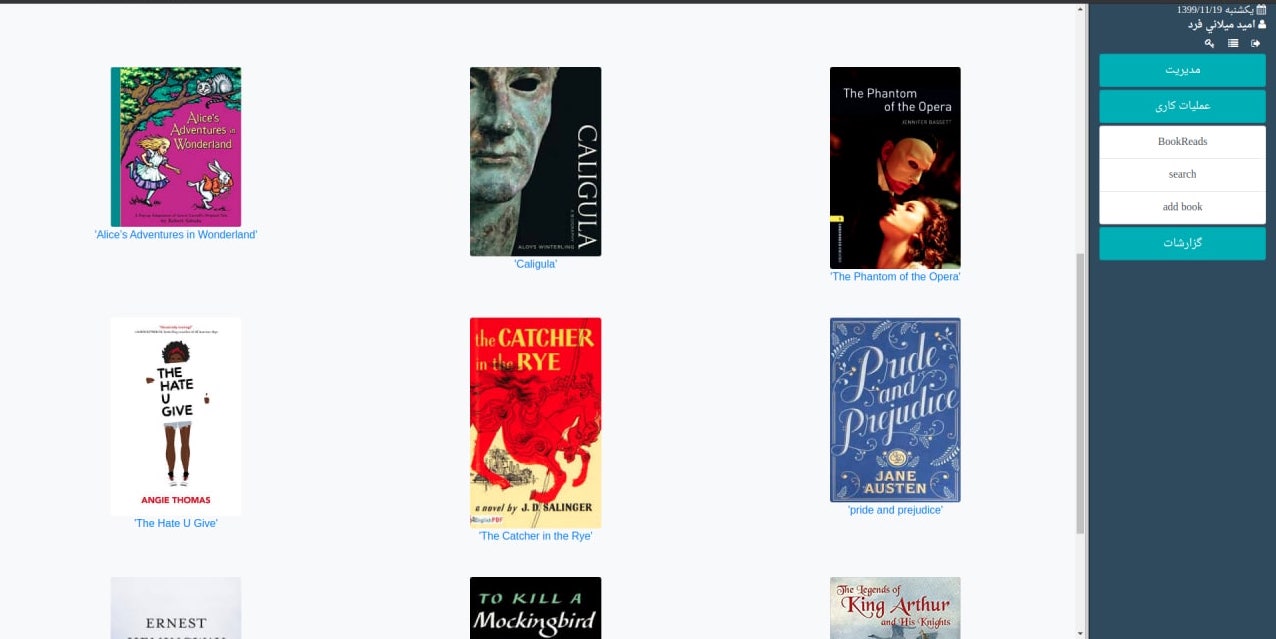 یکشنبه 1399/11/19
امید میلاني فرد
مدیریت
عملیات کاری
BookReads
search
add book
گزارشات
Alice's
Adventures in
Wonderland
'Alice's Adventures in Wonderland'
CALIGULA
A BIOGRAPHY
ALOYS WINTERLING
'Caligula'
The Phantom
of the Opera
JENNIFER BASSETT
'The Phantom of the Opera'
THE
HATE
U
GIVE
ANGIE THOMAS
'The Hate U Give'
the CATCHER
in the RYE
a novel by J. D. SALINGER
EnglishPDF
'The Catcher in the Rye'
Pride
and
Prejudice
JANE
AUSTEN
'pride and prejudice'
ERNEST
TO KILL A
Mockingbird
The Legends of
King Arthur
and His Knights